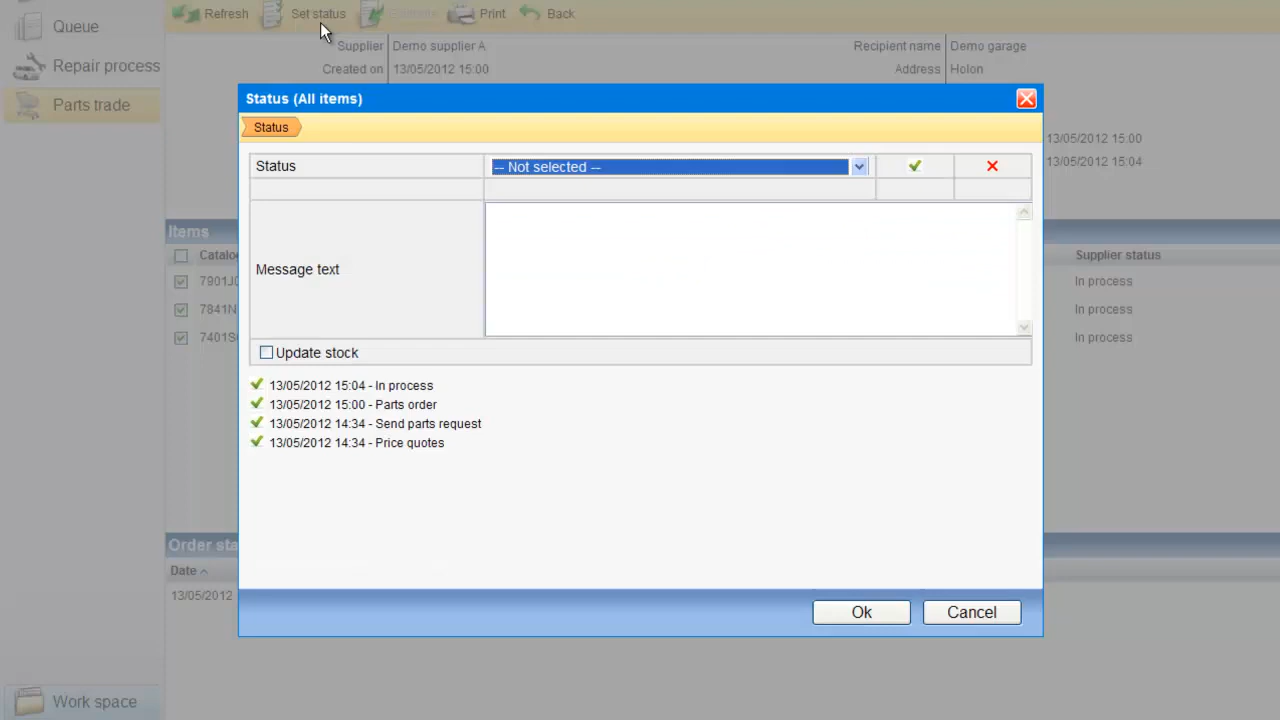 Refresh Set status Print Back
Queue
Repair process
Parts trade
Supplier Demo supplier A Recipient name Demo garage
Created on 13/05/2012 15:00 Address Holon
Status (All items)
Status
13/05/2012 15:00
13/05/2012 15:04
Status -- Not selected --
Message text
Update stock
13/05/2012 15:04 - In process
13/05/2012 15:00 - Parts order
13/05/2012 14:34 - Send parts request
13/05/2012 14:34 - Price quotes
Ok Cancel
Items
Supplier status
In process
In process
In process
Date
13/05/2012
Work space